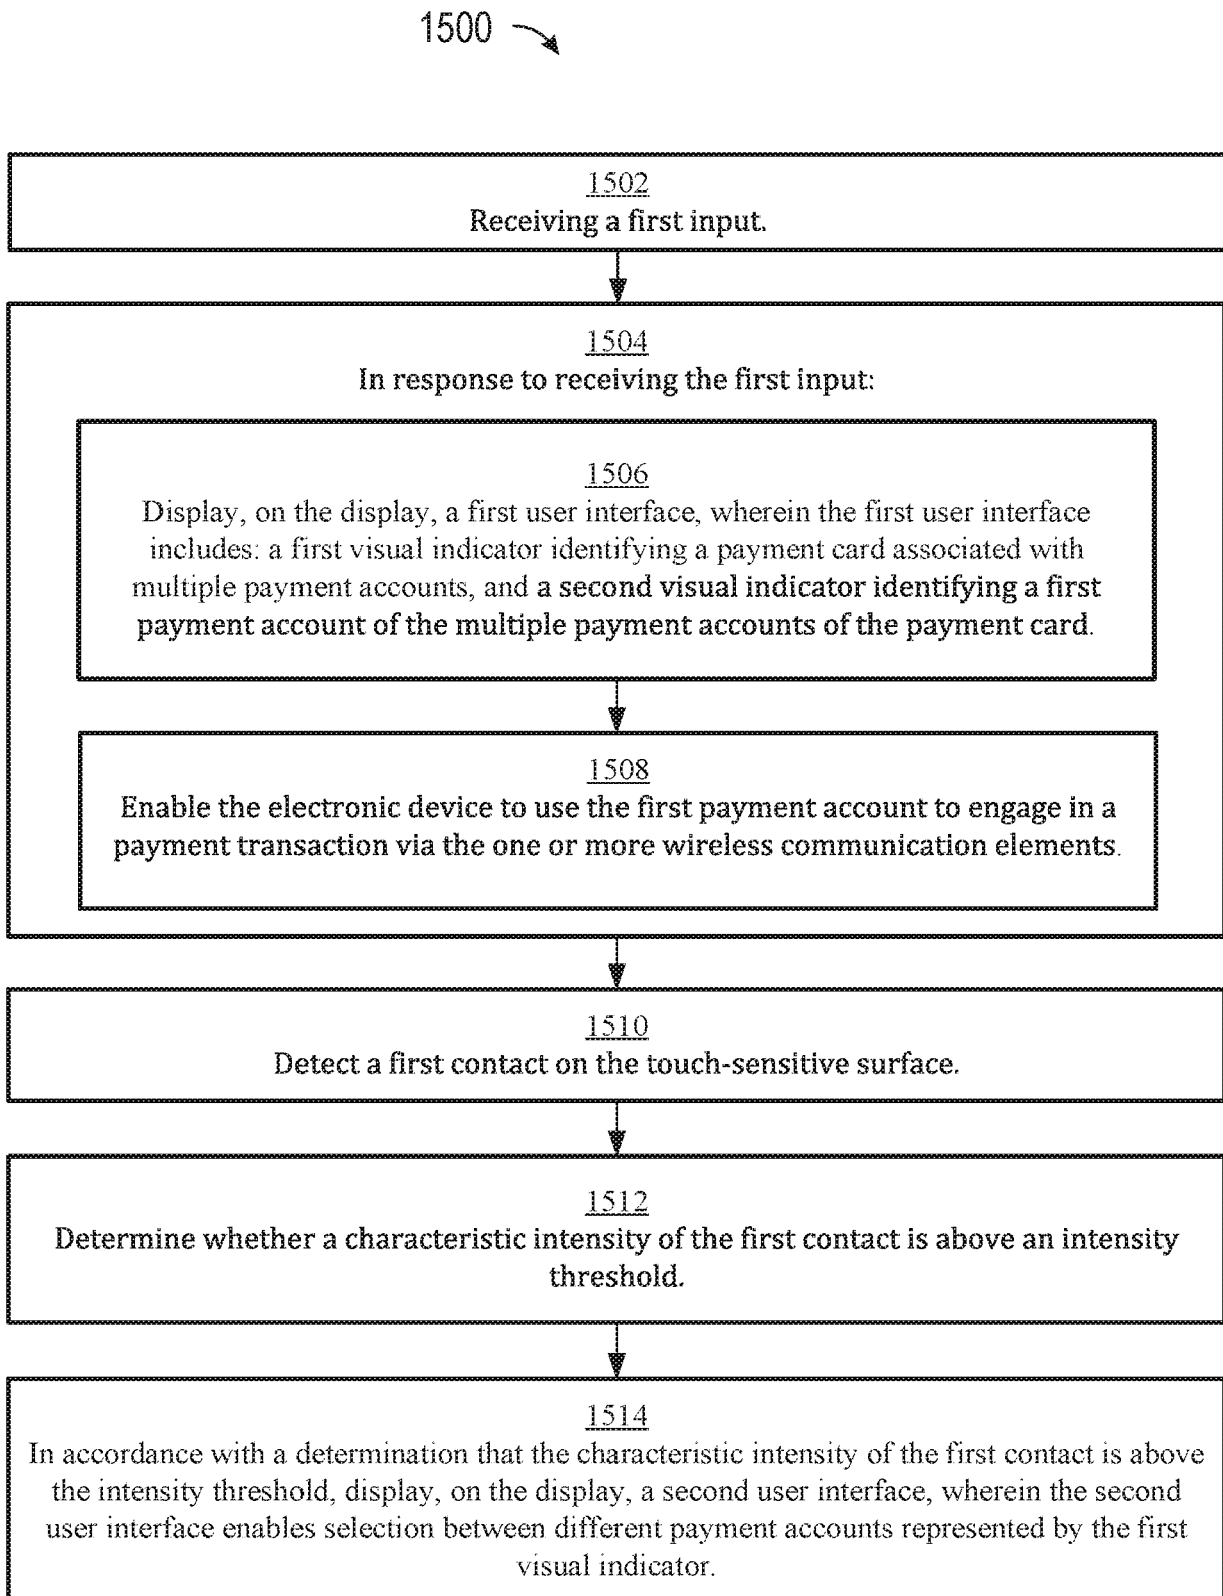 1500
1502
Receiving a first input.
1504
In response to receiving the first input:
1506
Display, on the display, a first user interface, wherein the first user interface
includes: a first visual indicator identifying a payment card associated with
multiple payment accounts, and a second visual indicator identifying a first
payment account of the multiple payment accounts of the payment card.
1508
Enable the electronic device to use the first payment account to engage in a
payment transaction via the one or more wireless communication elements.
1510
Detect a first contact on the touch-sensitive surface.
1512
Determine whether a characteristic intensity of the first contact is above an intensity
threshold.
1514
In accordance with a determination that the characteristic intensity of the first contact is above
the intensity threshold, display, on the display, a second user interface, wherein the second
user interface enables selection between different payment accounts represented by the first
visual indicator.